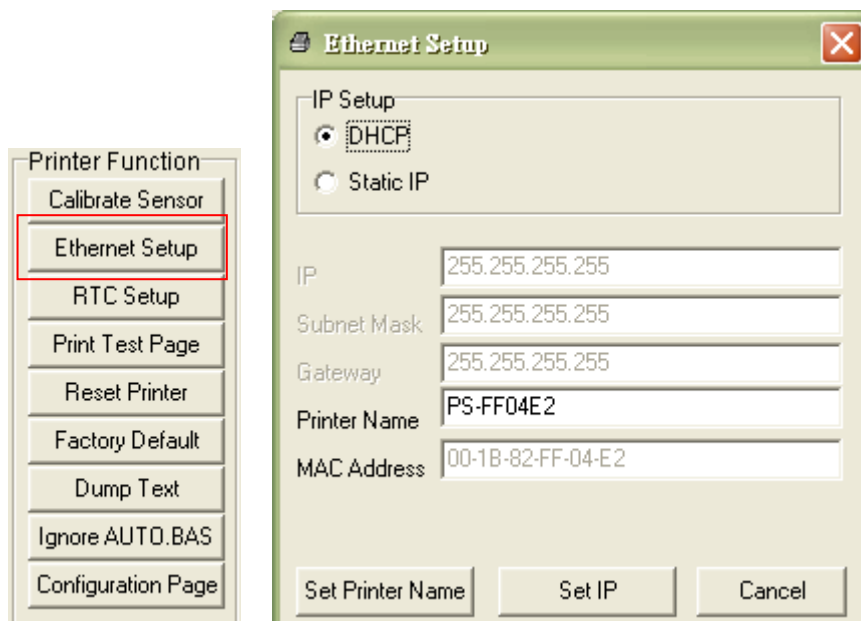 Printer Function
Calibrate Sensor
Ethernet Setup
RTC Setup
Print Test Page
Reset Printer
Factory Default
Dump Text
Ignore AUTO.BAS
Configuration Page
Ethernet Setup
IP Setup
DHCP
Static IP
IP 255.255.255.255
Subnet Mask 255.255.255.255
Gateway 255.255.255.255
Printer Name PS-FF04E2
MAC Address 00-1B-82-FF-04-E2
Set Printer Name Set IP Cancel